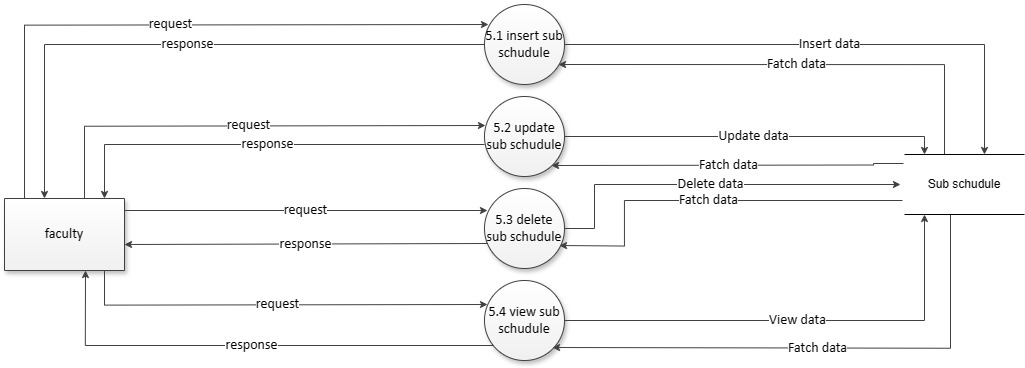 request
response
5.1 insert sub
schudule
Insert data
Fatch data
request
response
5.2 update
sub schudule
Update data
Fatch data
Delete data
Fatch data
Sub schudule
request
response
5.3 delete
sub schudule
faculty
request
response
5.4 view sub
schudule
View data
Fatch data